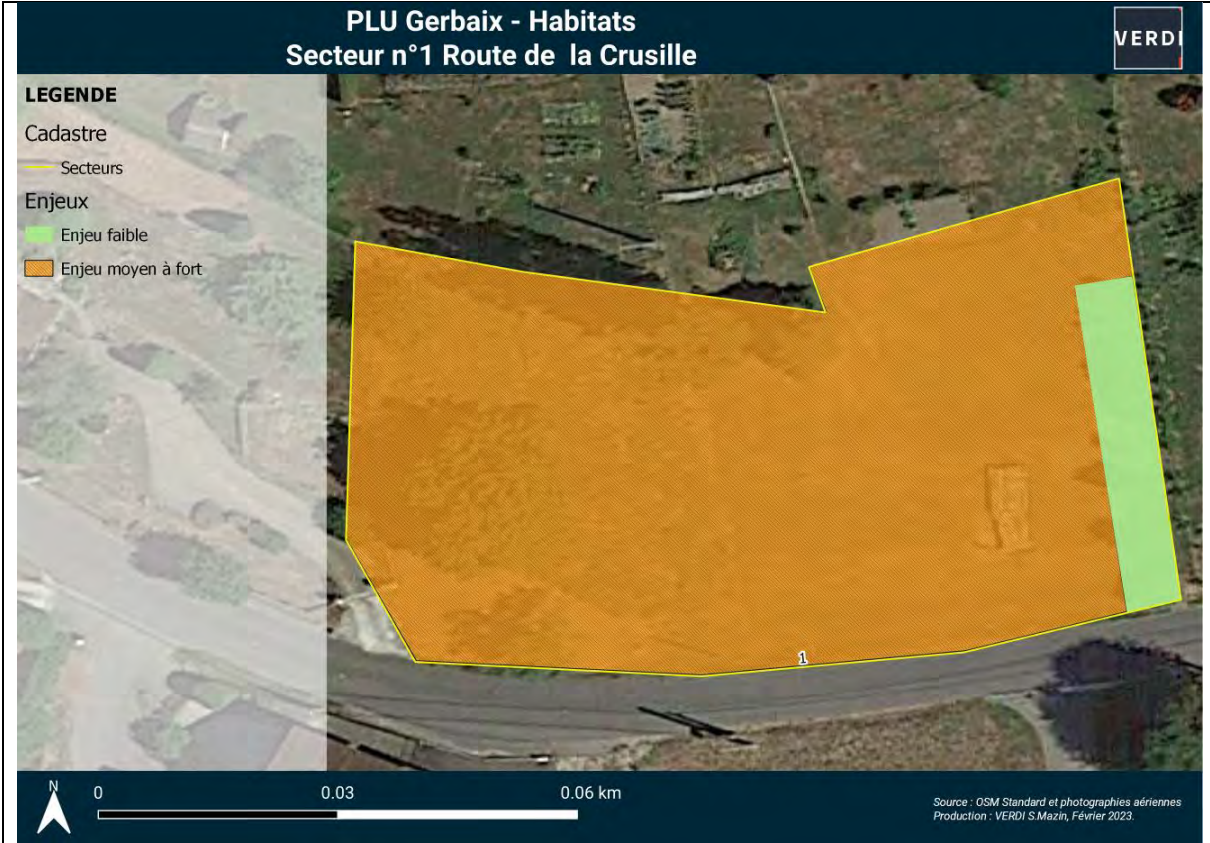 PLU Gerbaix - Habitats
Secteur n°1 Route de la Crusille
VERDI
LEGENDE
Cadastre
Secteurs
Enjeux
Enjeu faible
Enjeu moyen à fort
1
N
0 0.03 0.06 km
Source : OSM Standard et photographies aériennes
Production : VERDI S.Mazin, Février 2023.